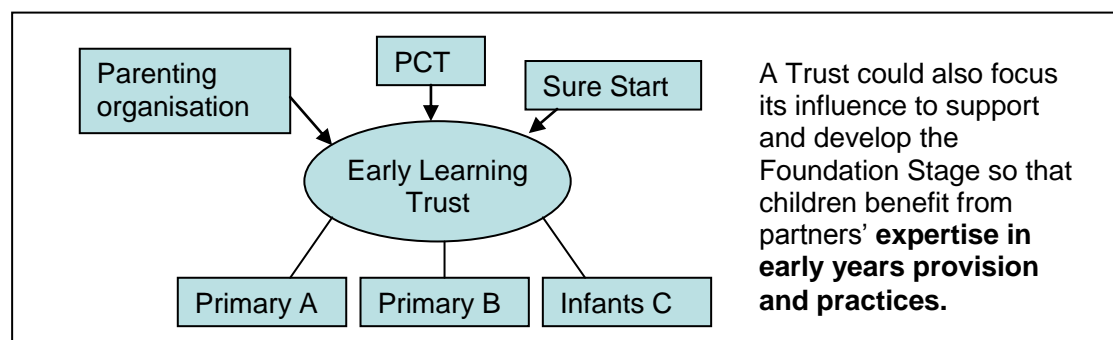 Parenting
organisation
PCT
Sure Start
Early Learning
Trust
Primary A
Primary B
Infants C
A Trust could also focus
its influence to support
and develop the
Foundation Stage so that
children benefit from
partners’ expertise in
early years provision
and practices.